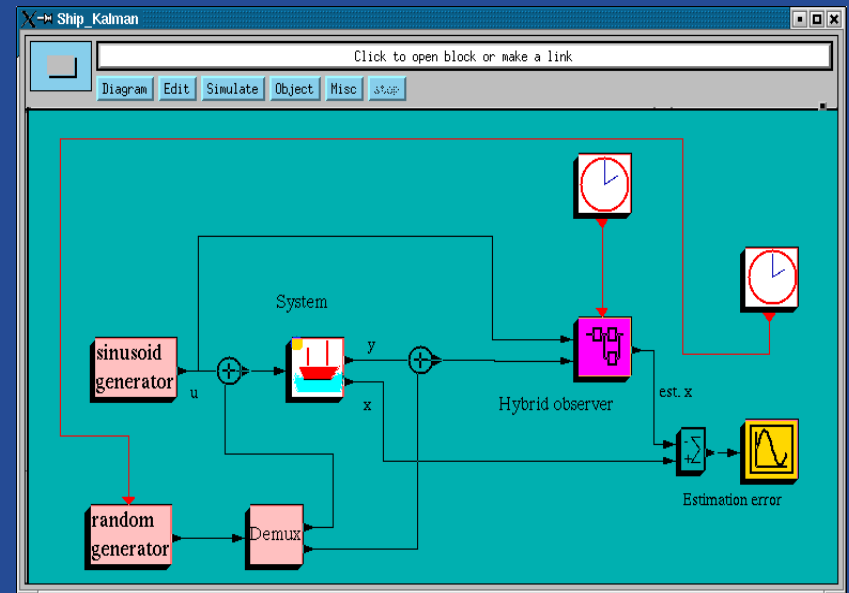 Ship_Kalman
Click to open block or make a link
Diagram Edit Simulate Object Misc stop
System
sinusoid
generator
u
y
x
Hybrid observer
est. x
-
+Σ
Estimation error
random
generator
Demux